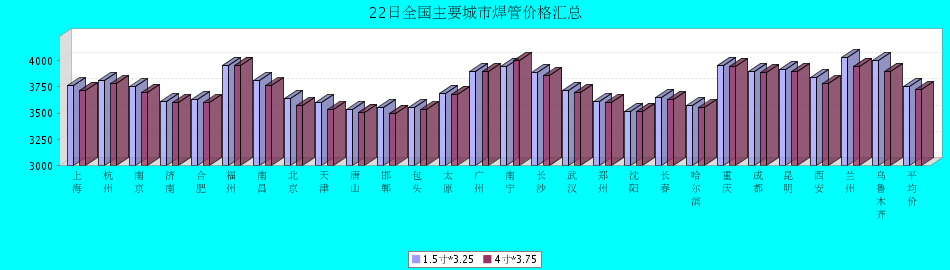 22日全国主要城市焊管价格汇总
4000
3750
3500
3250
3000
上海
杭州
南京
济南
合肥
福州
南昌
北京
天津
唐山
邯郸
包头
太原
广州
南宁
长沙
武汉
郑州
沈阳
长春
哈尔滨
重庆
成都
昆明
西安
兰州
乌鲁木齐
平均价
1.5寸*3.25
4寸*3.75